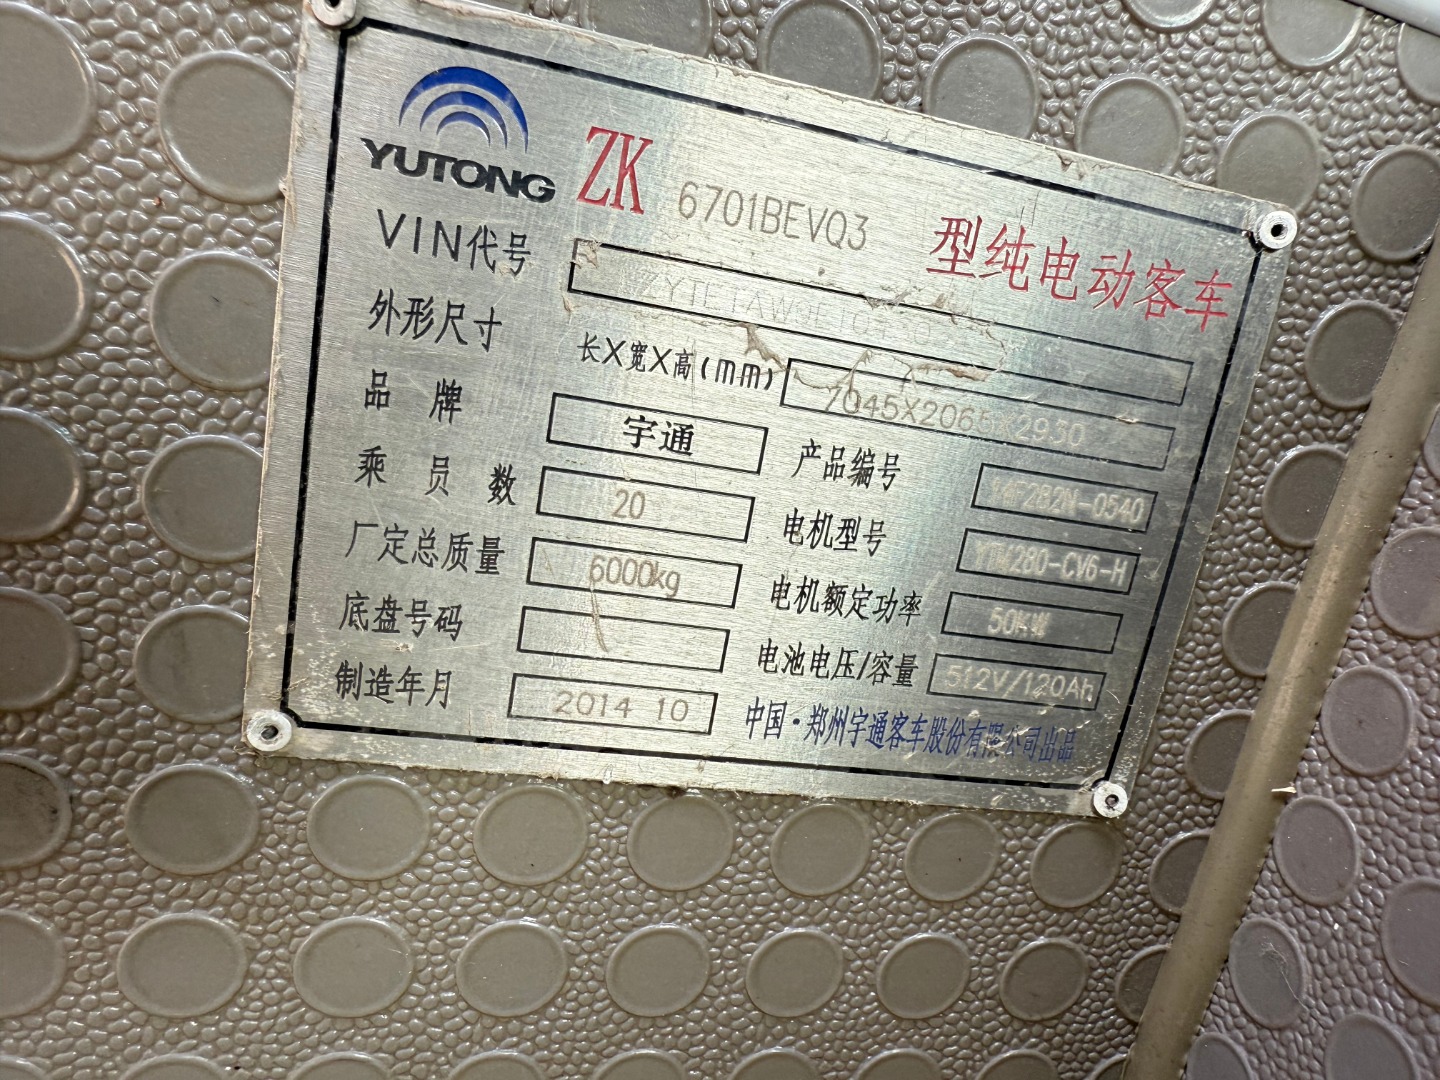 YUTONG ZK 6701BEVQ3 型纯电动客车
VIN代号
外形尺寸 长X宽X高(mm) 7045X2065X2930
品牌 宇通 产品编号
乘员数 20 电机型号 YTM280-CV6-H
厂定总质量 6000kg 电机额定功率 50KW
底盘号码 电池电压/容量 512V/120Ah
制造年月 2014 10 中国·郑州宇通客车股份有限公司出品